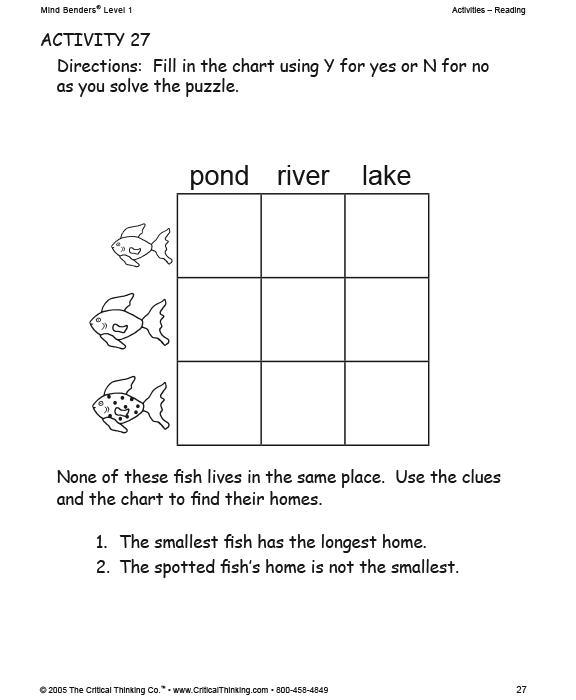 Mind Benders® Level 1
Activities – Reading
ACTIVITY 27
Directions:  Fill in the chart using Y for yes or N for no
as you solve the puzzle.
pond river lake
None of these fish lives in the same place.  Use the clues
and the chart to find their homes.
1.  The smallest fish has the longest home.
2.  The spotted fish's home is not the smallest.
© 2005 The Critical Thinking Co.™ • www.CriticalThinking.com • 800-458-4849
27